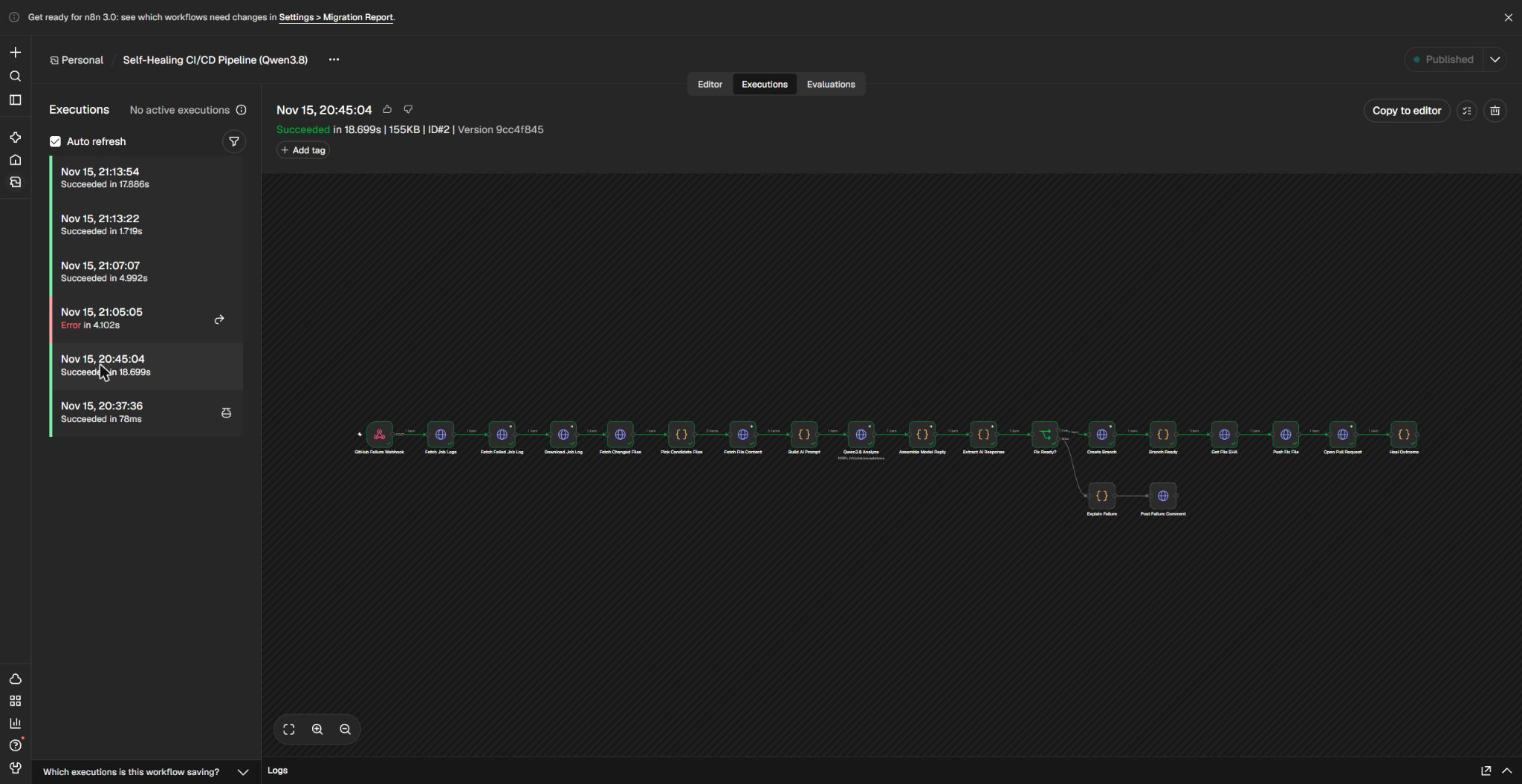 Get ready for n8n 3.0: see which workflows need changes in Settings > Migration Report.
Personal / Self-Healing CI/CD Pipeline (Qwen3.8)
Published
Editor
Executions
Evaluations
Executions
No active executions
Auto refresh
Nov 15, 21:13:54
Succeeded in 17.886s
Nov 15, 21:13:22
Succeeded in 1.719s
Nov 15, 21:07:07
Succeeded in 4.992s
Nov 15, 21:05:05
Error in 4.102s
Nov 15, 20:45:04
Succeeded in 18.699s
Nov 15, 20:37:36
Succeeded in 78ms
Nov 15, 20:45:04
Succeeded in 18.699s | 155KB | ID#2 | Version 9cc4f845
+ Add tag
Copy to editor
GitHub Failure Webhook
Fetch Job Logs
Fetch Failed Job Log
Download Job Log
Fetch Changed Files
Pick Candidate Files
Fetch File Content
Build AI Prompt
Qwen3.8 Analyze
Assemble Model Reply
Extract AI Response
Fix Ready?
Create Branch
Branch Ready
Get File SHA
Push Fix File
Open Pull Request
Heal Outcome
Explain Failure
Post Failure Comment
Which executions is this workflow saving?
Logs